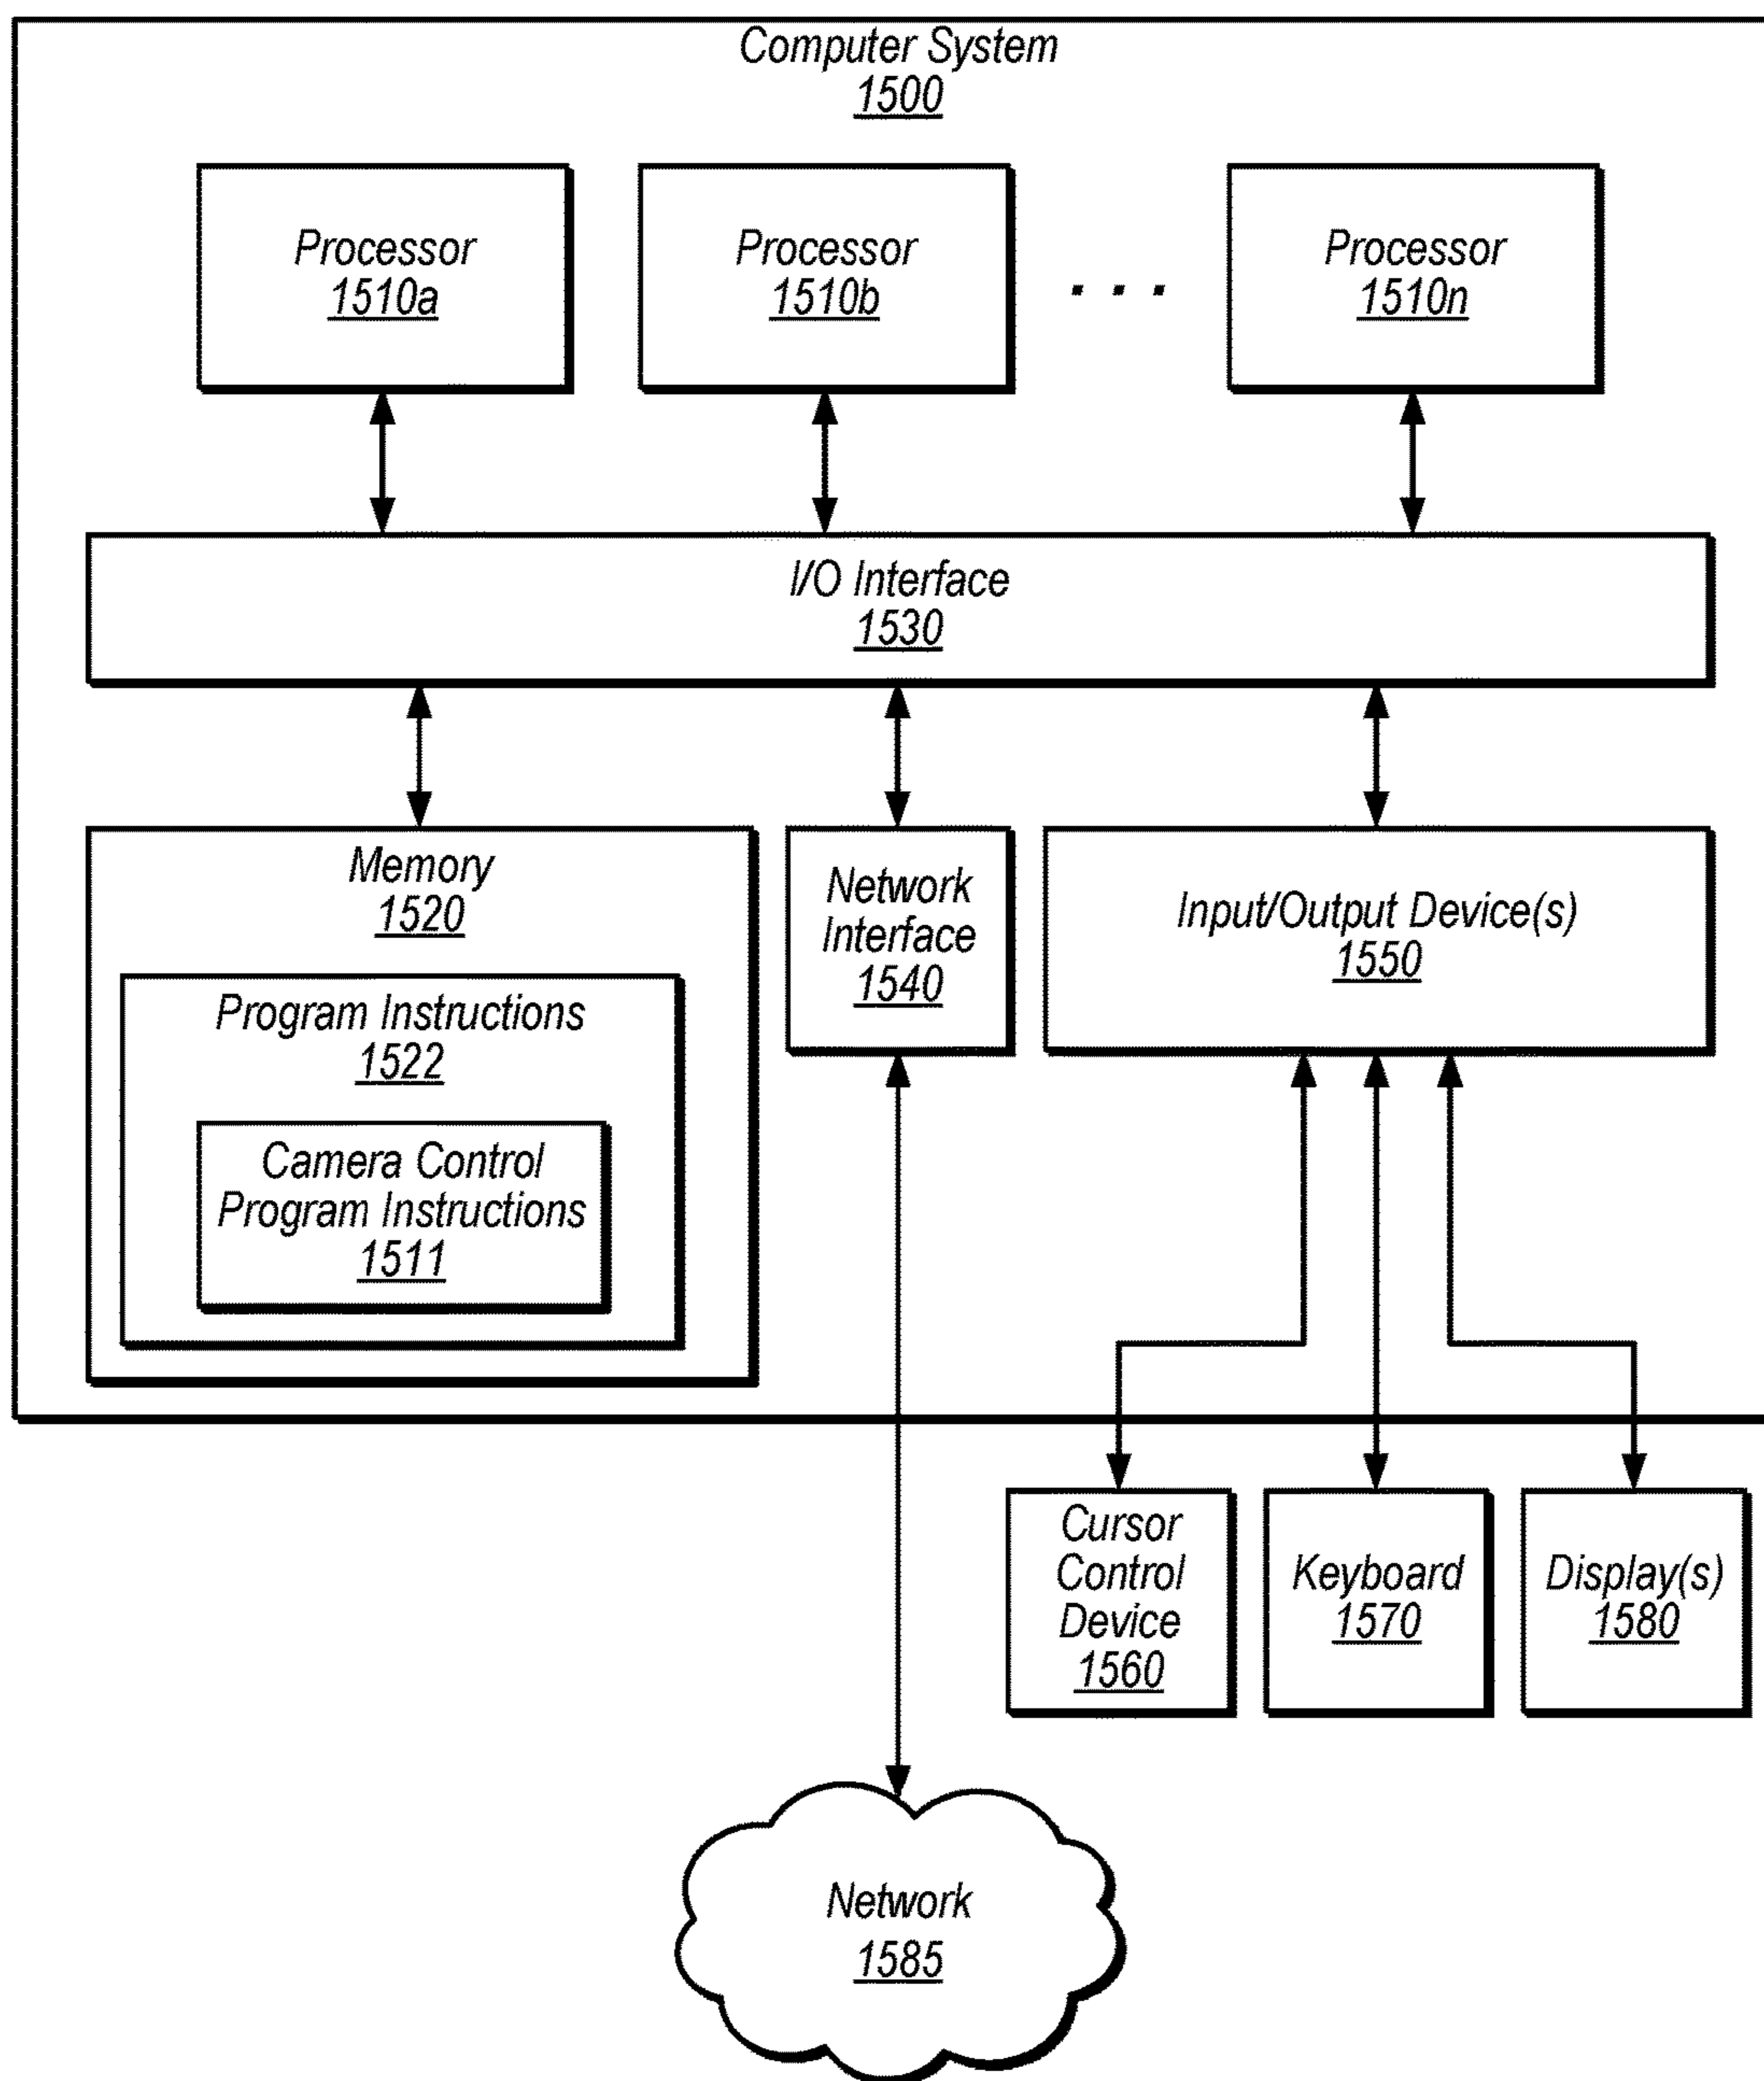 Computer System
1500
Processor
1510a
Processor
1510b
. . .
Processor
1510n
I/O Interface
1530
Memory
1520
Program Instructions
1522
Camera Control
Program Instructions
1511
Network
Interface
1540
Input/Output Device(s)
1550
Cursor
Control
Device
1560
Keyboard
1570
Display(s)
1580
Network
1585